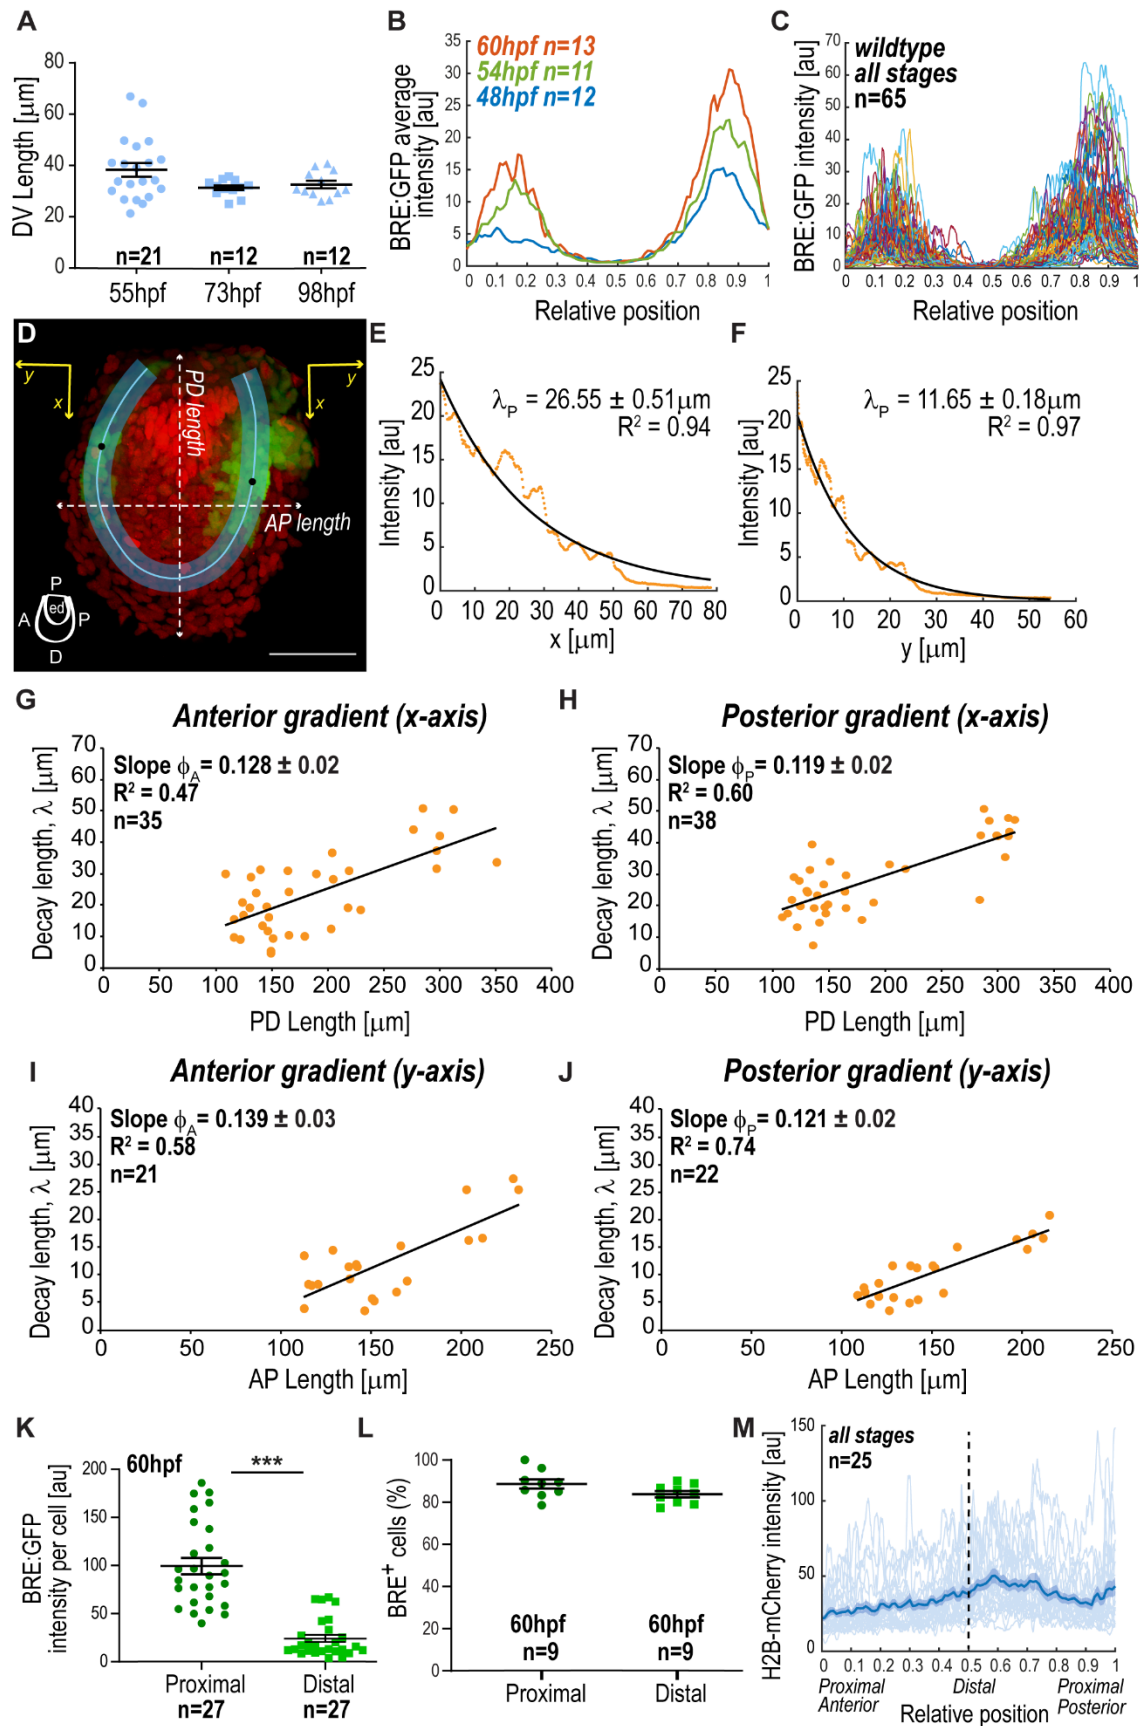 A
DV Length [μm]
80
60
40
20
0
n=21
n=12
n=12
55hpf
73hpf
98hpf
B
BRE:GFP average
intensity [au]
60hpf n=13
54hpf n=11
48hpf n=12
35
30
25
20
15
10
5
0
0 0.1 0.2 0.3 0.4 0.5 0.6 0.7 0.8 0.9 1
Relative position
C
BRE:GFP intensity [au]
wildtype
all stages
n=65
70
60
50
40
30
20
10
0
0 0.1 0.2 0.3 0.4 0.5 0.6 0.7 0.8 0.9 1
Relative position
D
y
x
y
x
PD length
AP length
P
ed
A
P
D
E
Intensity [au]
25
20
15
10
5
0
λP = 26.55 ± 0.51μm
R² = 0.94
0 10 20 30 40 50 60 70 80
x [μm]
F
Intensity [au]
25
20
15
10
5
0
λP = 11.65 ± 0.18μm
R² = 0.97
0 10 20 30 40 50 60
y [μm]
G
Anterior gradient (x-axis)
Decay length, λ [μm]
70
60
50
40
30
20
10
0
Slope ϕA= 0.128 ± 0.02
R² = 0.47
n=35
0 50 100 150 200 250 300 350 400
PD Length [μm]
H
Posterior gradient (x-axis)
Decay length, λ [μm]
70
60
50
40
30
20
10
0
Slope ϕP= 0.119 ± 0.02
R² = 0.60
n=38
0 50 100 150 200 250 300 350 400
PD Length [μm]
I
Anterior gradient (y-axis)
Decay length, λ [μm]
40
35
30
25
20
15
10
5
0
Slope ϕA= 0.139 ± 0.03
R² = 0.58
n=21
0 50 100 150 200 250
AP Length [μm]
J
Posterior gradient (y-axis)
Decay length, λ [μm]
40
35
30
25
20
15
10
5
0
Slope ϕP= 0.121 ± 0.02
R² = 0.74
n=22
0 50 100 150 200 250
AP Length [μm]
K
BRE:GFP
intensity per cell [au]
60hpf
***
200
150
100
50
0
Proximal
n=27
Distal
n=27
L
BRE+ cells (%)
100
80
60
40
20
0
60hpf
n=9
60hpf
n=9
Proximal
Distal
M
H2B-mCherry intensity [au]
all stages
n=25
150
100
50
0
0 0.1 0.2 0.3 0.4 0.5 0.6 0.7 0.8 0.9 1
Proximal
Anterior
Distal
Proximal
Posterior
Relative position